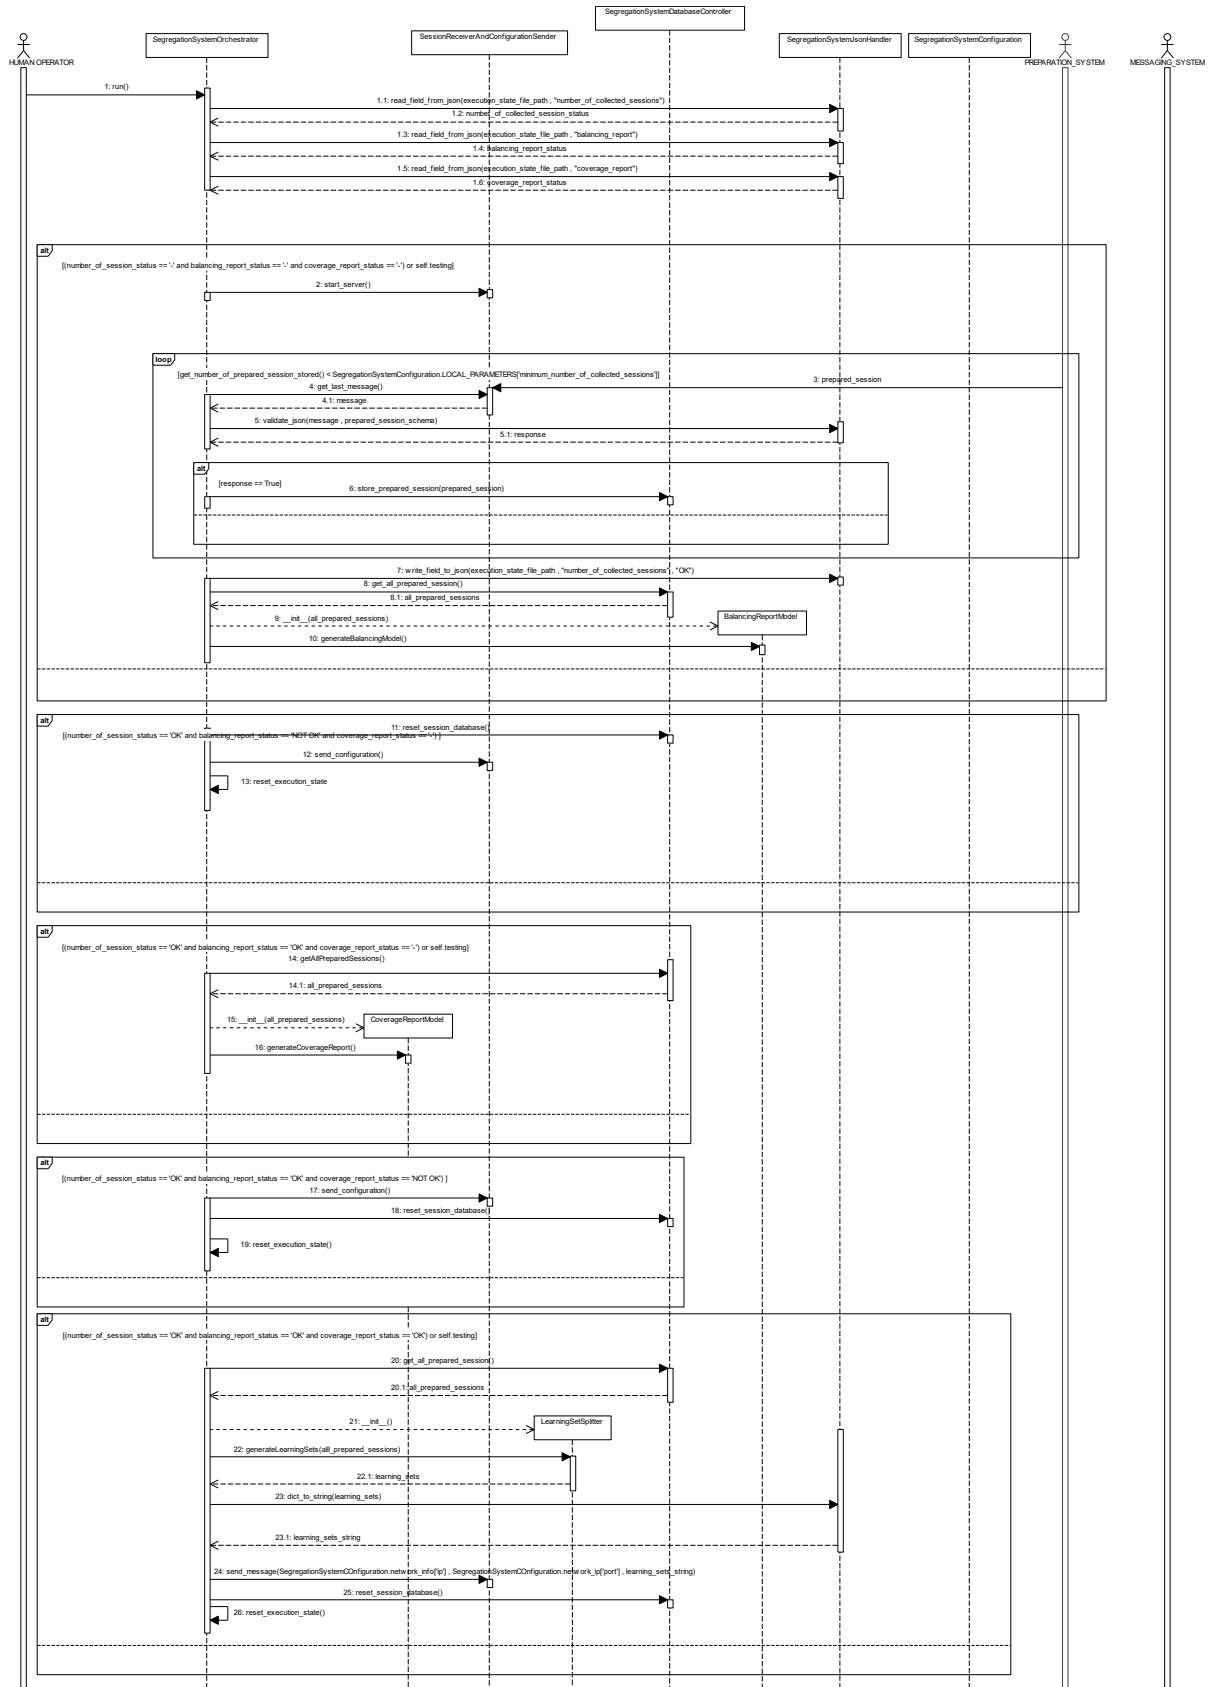 SegregationSystemDatabaseController
SegregationSystemOrchestrator
SessionReceiverAndConfigurationSender
SegregationSystemJsonHandler
SegregationSystemConfiguration
HUMAN OPERATOR
PREPARATION_SYSTEM
MESSAGING_SYSTEM
1: run()
1.1: read_field_from_json(execution_state_file_path , "number_of_collected_sessions")
1.2: number_of_collected_session_status
1.3: read_field_from_json(execution_state_file_path , "balancing_report")
1.4: balancing_report_status
1.5: read_field_from_json(execution_state_file_path , "coverage_report")
1.6: coverage_report_status
alt
[(number_of_session_status == '-' and balancing_report_status == '-' and coverage_report_status == '-') or self.testing]
2: start_server()
loop
[get_number_of_prepared_session_stored() < SegregationSystemConfiguration.LOCAL_PARAMETERS['minimum_number_of_collected_sessions']]
3: prepared_session
4: get_last_message()
4.1: message
5: validate_json(message , prepared_session_schema)
5.1: response
alt
[response == True]
6: store_prepared_session(prepared_session)
7: write_field_to_json(execution_state_file_path , "number_of_collected_sessions" , "OK")
8: get_all_prepared_session()
8.1: all_prepared_sessions
9: __init__(all_prepared_sessions)
BalancingReportModel
10: generateBalancingModel()
alt
11: reset_session_database()
[(number_of_session_status == 'OK' and balancing_report_status == 'NOT OK' and coverage_report_status == '-') ]
12: send_configuration()
13: reset_execution_state
alt
[(number_of_session_status == 'OK' and balancing_report_status == 'OK' and coverage_report_status == '-') or self.testing]
14: getAllPreparedSessions()
14.1: all_prepared_sessions
15: __init__(all_prepared_sessions)
CoverageReportModel
16: generateCoverageReport()
alt
[(number_of_session_status == 'OK' and balancing_report_status == 'OK' and coverage_report_status == 'NOT OK') ]
17: send_configuration()
18: reset_session_database()
19: reset_execution_state()
alt
[(number_of_session_status == 'OK' and balancing_report_status == 'OK' and coverage_report_status == 'OK') or self.testing]
20: get_all_prepared_session()
20.1: all_prepared_sessions
21: __init__()
LearningSetSplitter
22: generateLearningSets(alll_prepared_sessions)
22.1: learning_sets
23: dict_to_string(learning_sets)
23.1: learning_sets_string
24: send_message(SegregationSystemCOnfiguration.network_info['ip'] , SegregationSystemCOnfiguration.network_ip['port'] , learning_sets_string)
25: reset_session_database()
26: reset_execution_state()